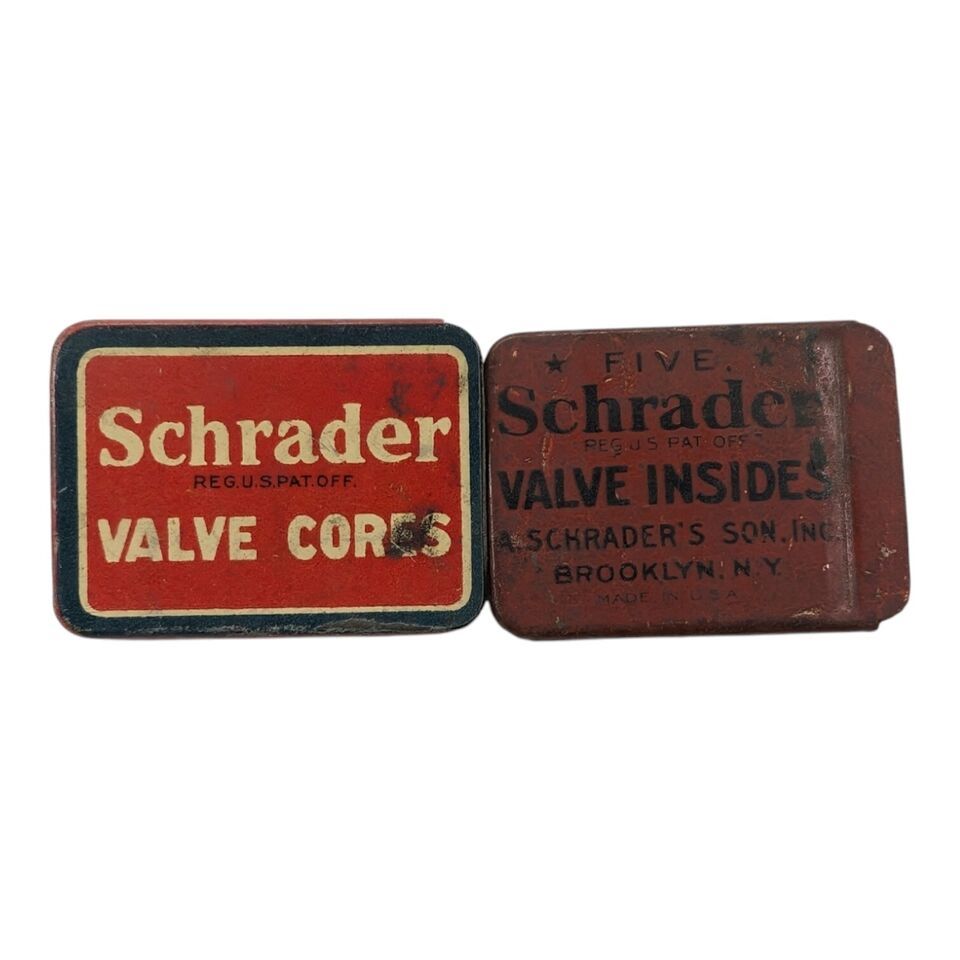 Schrader
REG.U.S.PAT.OFF.
VALVE CORES
★ FIVE. ★
Schrader
REG.U.S.PAT.OFF.
VALVE INSIDES
A. SCHRADER'S SON, INC.
BROOKLYN, N.Y.
MADE IN U.S.A.